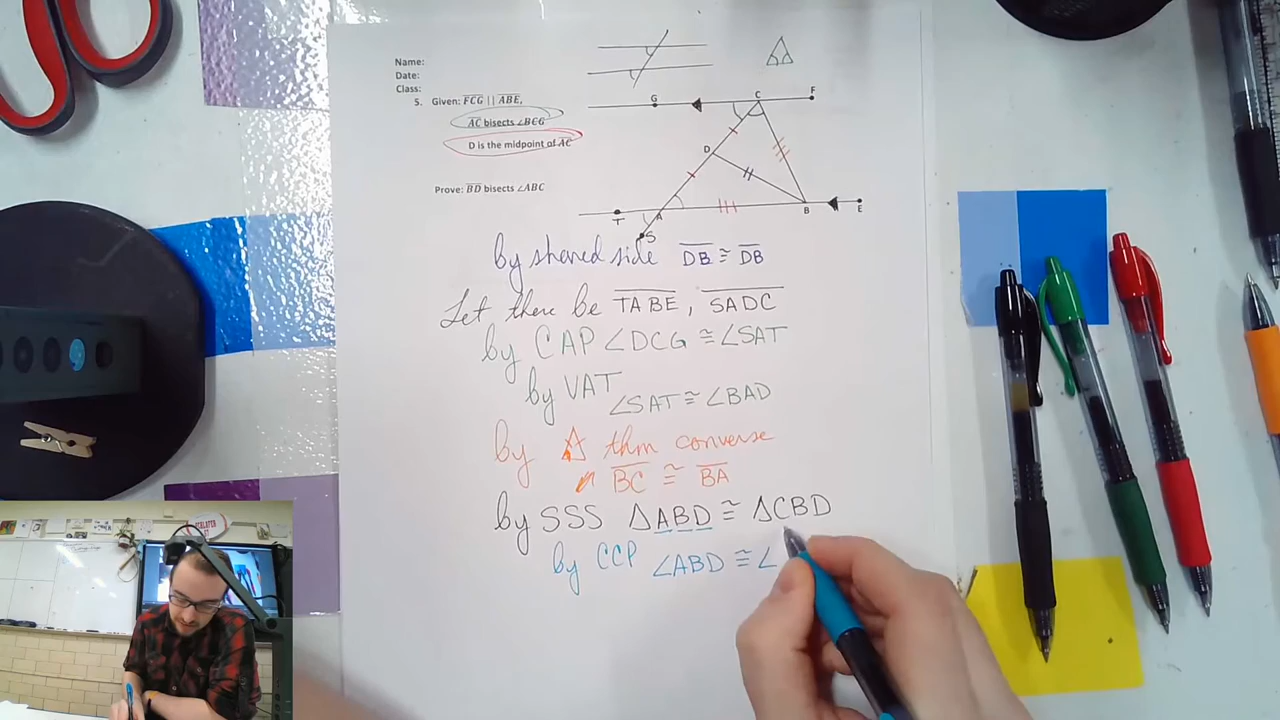 Name:
Date:
Class:
5. Given: FCG || ABE,
AC bisects ∠BCG
D is the midpoint of AC
Prove: BD bisects ∠ABC
G C F
D
T A B E
S
by shared side DB ≅ DB
Let there be TABE, SADC
by CAP ∠DCG ≅ ∠SAT
by VAT
∠SAT ≅ ∠BAD
by thm converse
BC ≅ BA
by SSS ΔABD ≅ ΔCBD
by CCP ∠ABD ≅ ∠